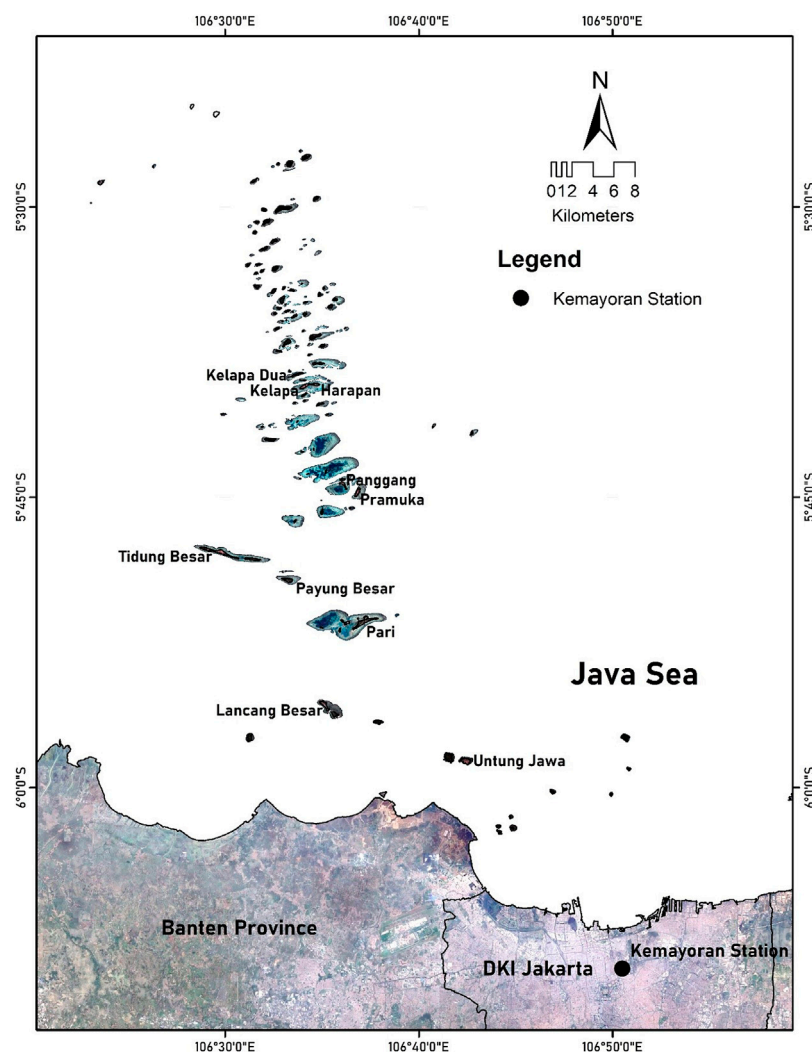 106°30'0"E
106°40'0"E
106°50'0"E
N
0 1 2 4 6 8
Kilometers
5°30'0"S
5°30'0"S
Legend
Kemayoran Station
Kelapa Dua
Kelapa
Harapan
Panggang
Pramuka
5°45'0"S
5°45'0"S
Tidung Besar
Payung Besar
Pari
Java Sea
Lancang Besar
Untung Jawa
6°0'0"S
6°0'0"S
Banten Province
Kemayoran Station
DKI Jakarta
106°30'0"E
106°40'0"E
106°50'0"E